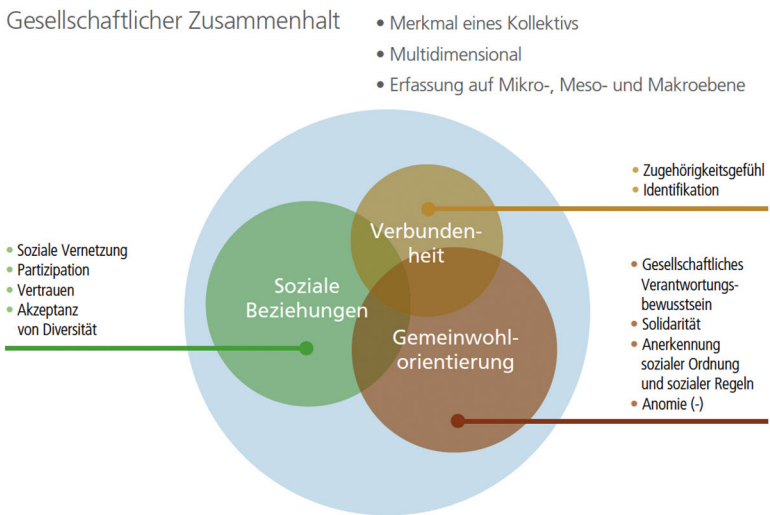 Gesellschaftlicher Zusammenhalt
• Merkmal eines Kollektivs
• Multidimensional
• Erfassung auf Mikro-, Meso- und Makroebene
• Zugehörigkeitsgefühl
• Identifikation
Verbunden-
heit
• Soziale Vernetzung
• Partizipation
• Vertrauen
• Akzeptanz
von Diversität
Soziale
Beziehungen
Gemeinwohl-
orientierung
• Gesellschaftliches
Verantwortungs-
bewusstsein
• Solidarität
• Anerkennung
sozialer Ordnung
und sozialer Regeln
• Anomie (-)